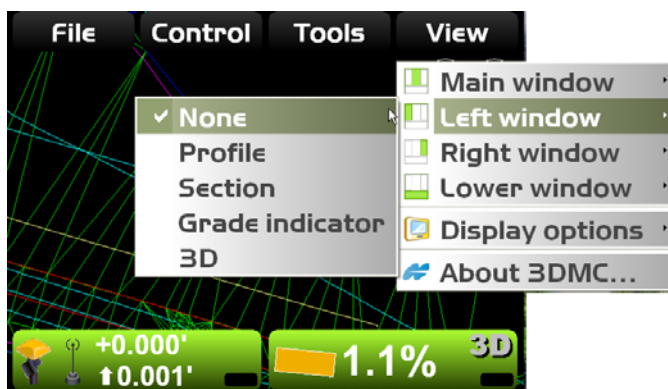 File Control Tools View
Main window
None
Left window
Profile
Right window
Section
Lower window
Grade indicator
Display options
3D
About 3DMC...
+0.000'
0.001'
1.1%
3D